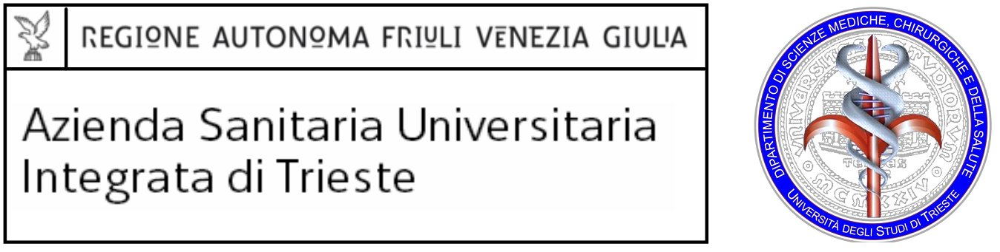 REGIONE AUTONOMA FRIULI VENEZIA GIULIA
Azienda Sanitaria Universitaria
Integrata di Trieste
DIPARTIMENTO DI SCIENZE MEDICHE, CHIRURGICHE E DELLA SALUTE
UNIVERSITÀ DEGLI STUDI DI TRIESTE
MCMXXIV